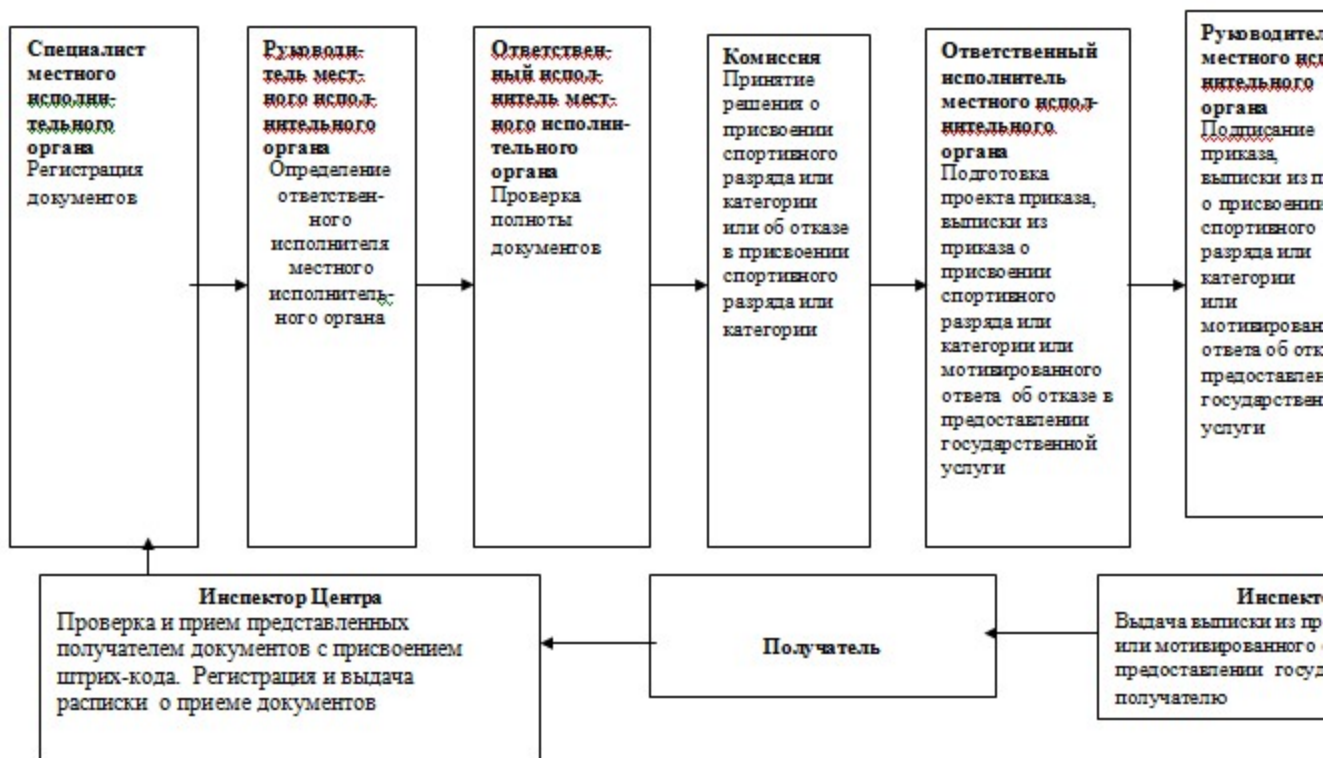 Специалист
местного
исполни-
тельного
органа
Регистрация
документов
Руководи-
тель мест-
ного испол-
нительного
органа
Определение
ответствен-
ного
исполнителя
местного
исполнитель-
ного органа
Ответствен-
ный испол-
нитель мест-
ного исполни-
тельного
органа
Проверка
полноты
документов
Комиссия
Принятие
решения о
присвоении
спортивного
разряда или
категории
или об отказе
в присвоении
спортивного
разряда или
категории
Ответственный
исполнитель
местного испол-
нительного
органа
Подготовка
проекта приказа,
выписки из
приказа о
присвоении
спортивного
разряда или
категории или
мотивированного
ответа об отказе в
предоставлении
государственной
услуги
Руководител
местного исп
нительного
органа
Подписание
приказа,
выписки из п
о присвоении
спортивного
разряда или
категории
или
мотивирован
ответа об отк
предоставлен
государствен
услуги
Инспектор Центра
Проверка и прием представленных
получателем документов с присвоением
штрих-кода. Регистрация и выдача
расписки о приеме документов
Получатель
Инспекто
Выдача выписки из пр
или мотивированного
предоставлении госуд
получателю